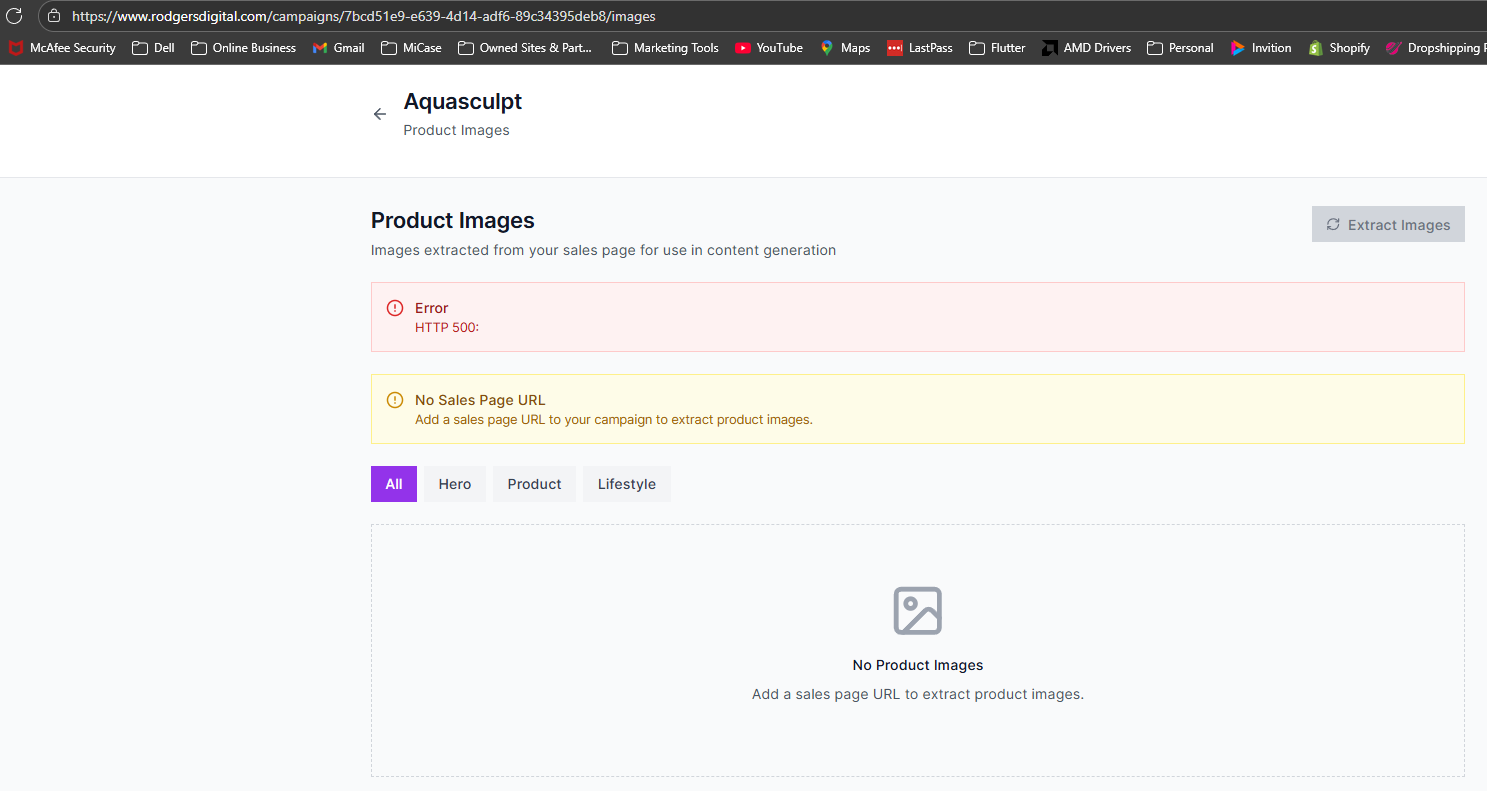 https://www.rodgersdigital.com/campaigns/7bcd51e9-e639-4d14-adf6-89c34395deb8/images
McAfee Security Dell Online Business Gmail MiCase Owned Sites & Part... Marketing Tools YouTube Maps LastPass Flutter AMD Drivers Personal Invition Shopify Dropshipping
Aquasculpt
Product Images
Product Images
Extract Images
Images extracted from your sales page for use in content generation
Error
HTTP 500:
No Sales Page URL
Add a sales page URL to your campaign to extract product images.
All Hero Product Lifestyle
No Product Images
Add a sales page URL to extract product images.